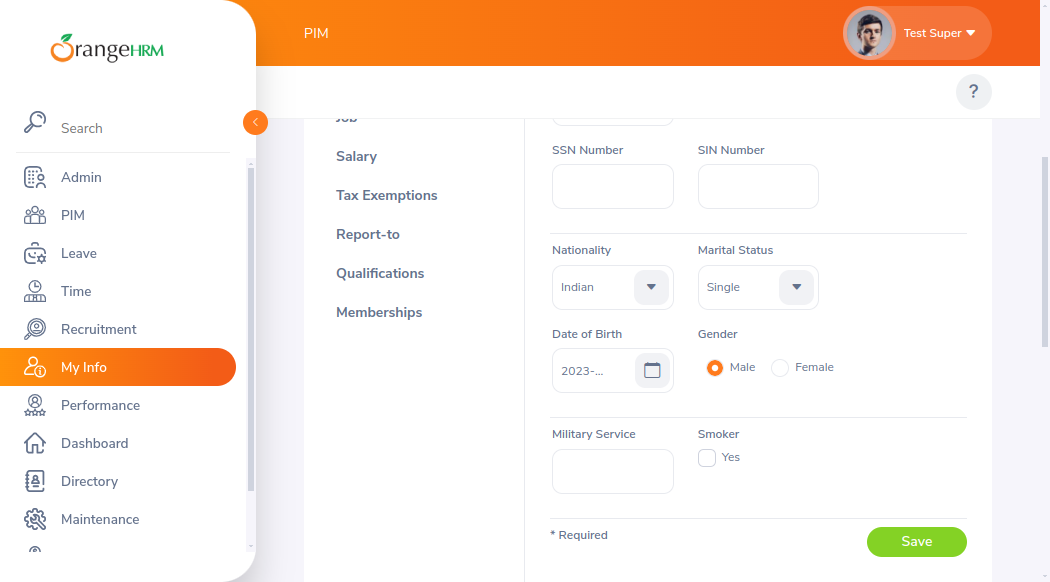 OrangeHRM
PIM
Test Super
?
Search
Admin
PIM
Leave
Time
Recruitment
My Info
Performance
Dashboard
Directory
Maintenance
Job
Salary
Tax Exemptions
Report-to
Qualifications
Memberships
SSN Number SIN Number
Nationality Marital Status
Indian Single
Date of Birth Gender
2023-... Male Female
Military Service Smoker
Yes
* Required Save